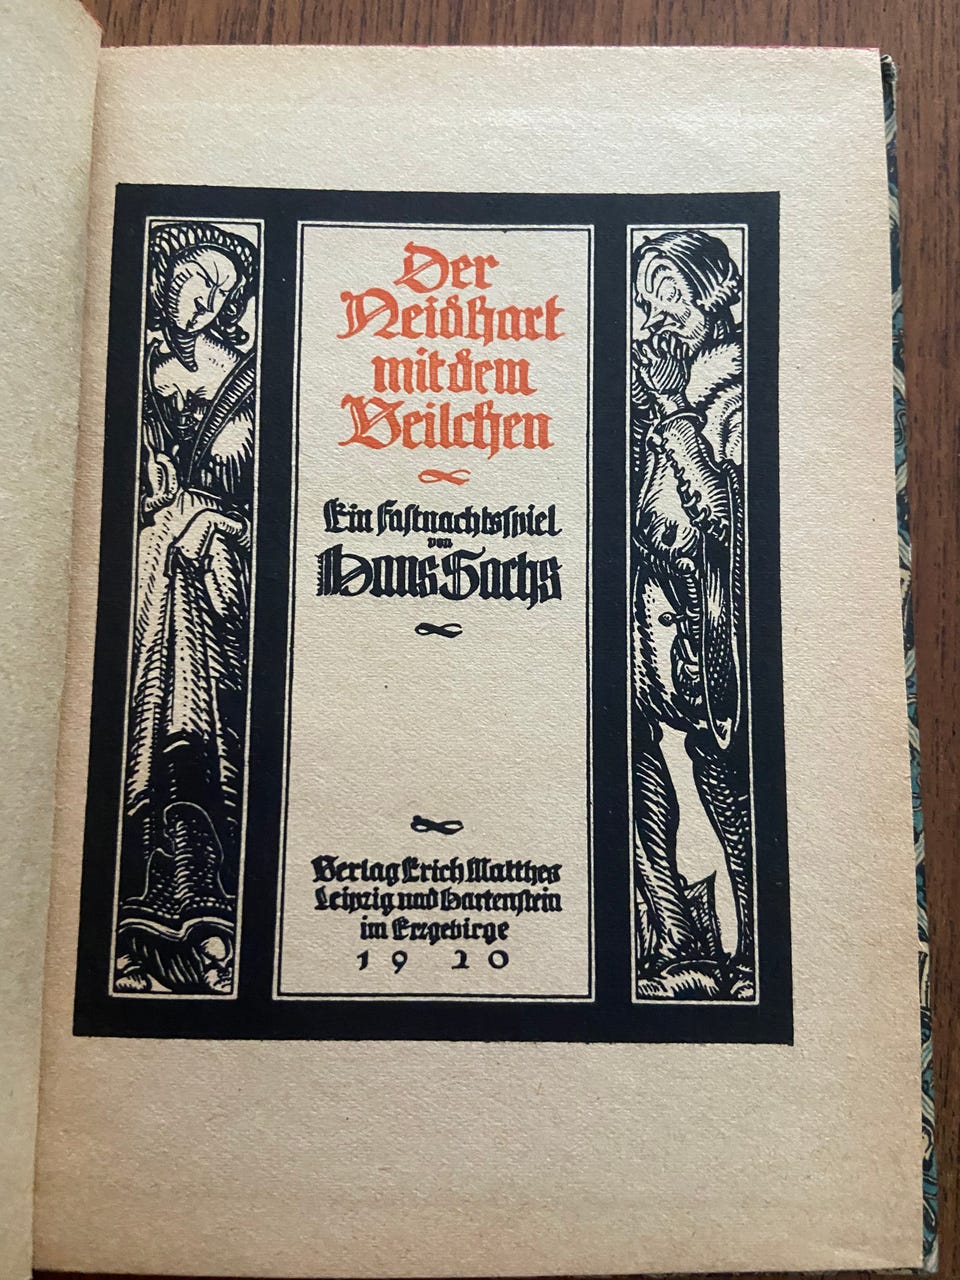 Der
Neidhart
mit dem
Veilchen
Ein Fastnachtsspiel
von
Hans Sachs
Verlag Erich Matthes
Leipzig und Hartenstein
im Erzgebirge
1920